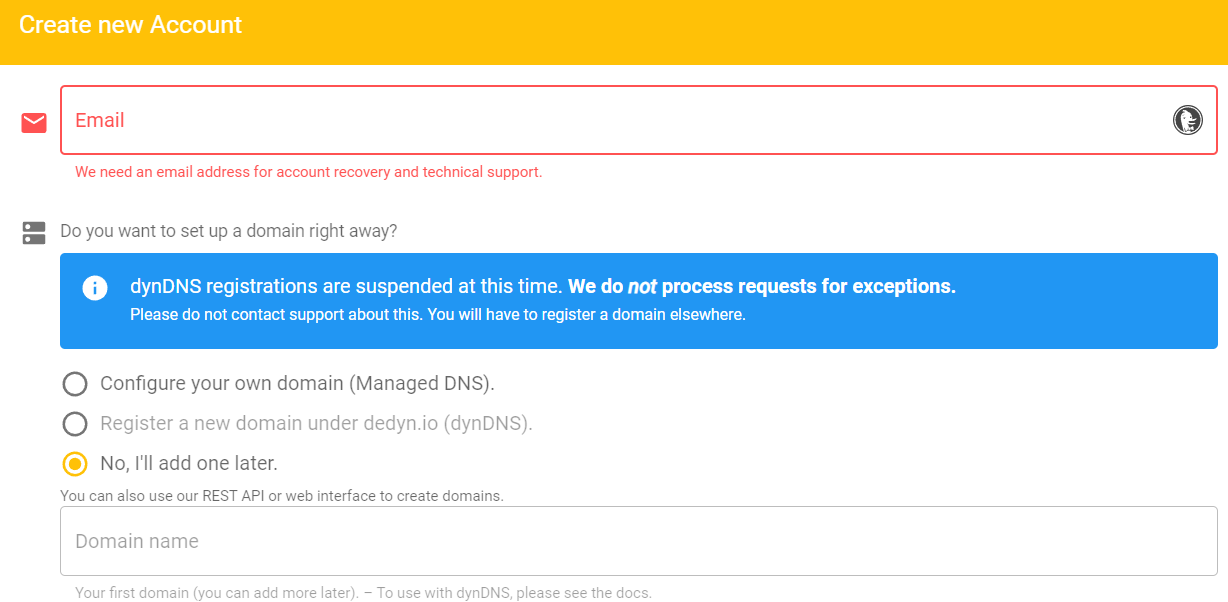 Create new Account
Email
We need an email address for account recovery and technical support.
Do you want to set up a domain right away?
dynDNS registrations are suspended at this time. We do not process requests for exceptions.
Please do not contact support about this. You will have to register a domain elsewhere.
Configure your own domain (Managed DNS).
Register a new domain under dedyn.io (dynDNS).
No, I'll add one later.
You can also use our REST API or web interface to create domains.
Domain name
Your first domain (you can add more later). – To use with dynDNS, please see the docs.